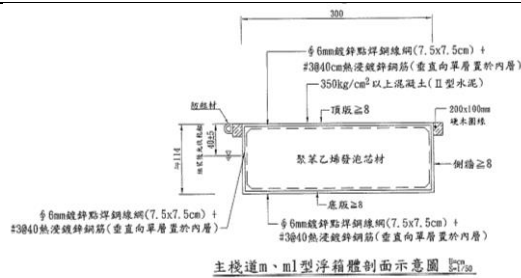 300
∮6mm鍍鋅點焊鋼線網(7.5x7.5cm)+
#3@40cm熱浸鍍鋅鋼筋(垂直向單層置於內層)
350kg/cm²以上混凝土(Ⅱ型水泥)
防舷材
頂版≧8
200x100mm
硬木圍緣
40±5
≒114
聚苯乙烯發泡芯材
側牆≧8
底版≧8
∮6mm鍍鋅點焊鋼線網(7.5x7.5cm)+
#3@40熱浸鍍鋅鋼筋(垂直向單層置於內層)
∮6mm鍍鋅點焊鋼線網(7.5x7.5cm)+
#3@40熱浸鍍鋅鋼筋(垂直向單層置於內層)
主棧道m、m1型浮箱體剖面示意圖 U=cm
S=1/50